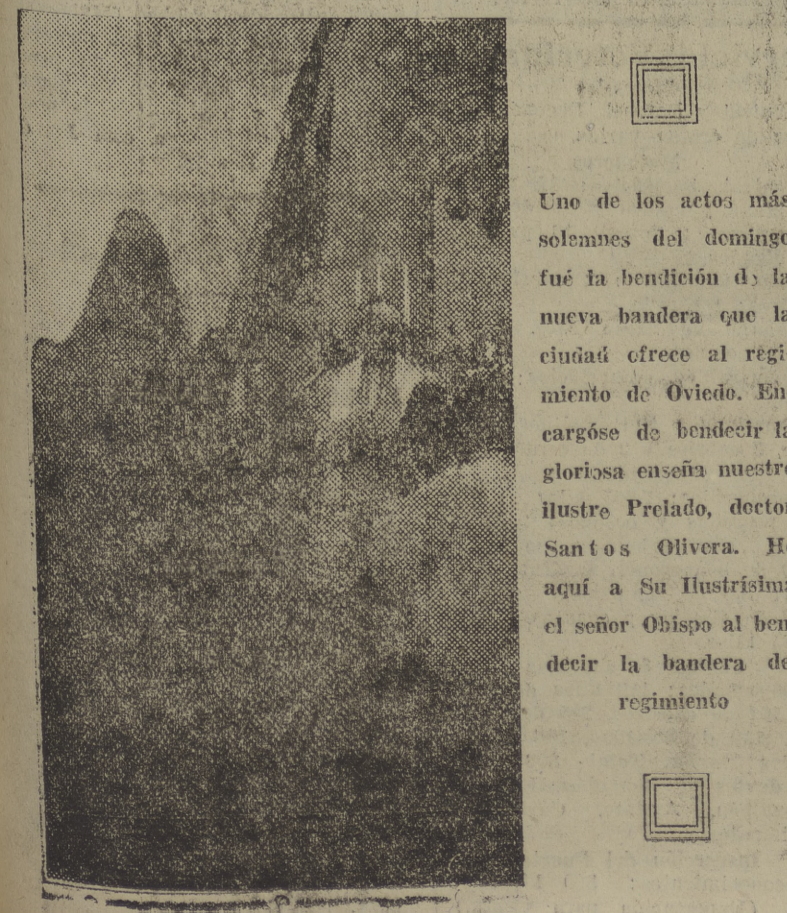 Uno de los actos más
solemnes del domingo
fué la bendición de la
nueva bandera que la
ciudad ofrece al regi-
miento de Oviedo. En-
cargóse de bendecir la
gloriosa enseña nuestro
ilustre Prelado, doctor
Santos Olivera. He
aquí a Su Ilustrísima
el señor Obispo al ben-
decir la bandera del
regimiento